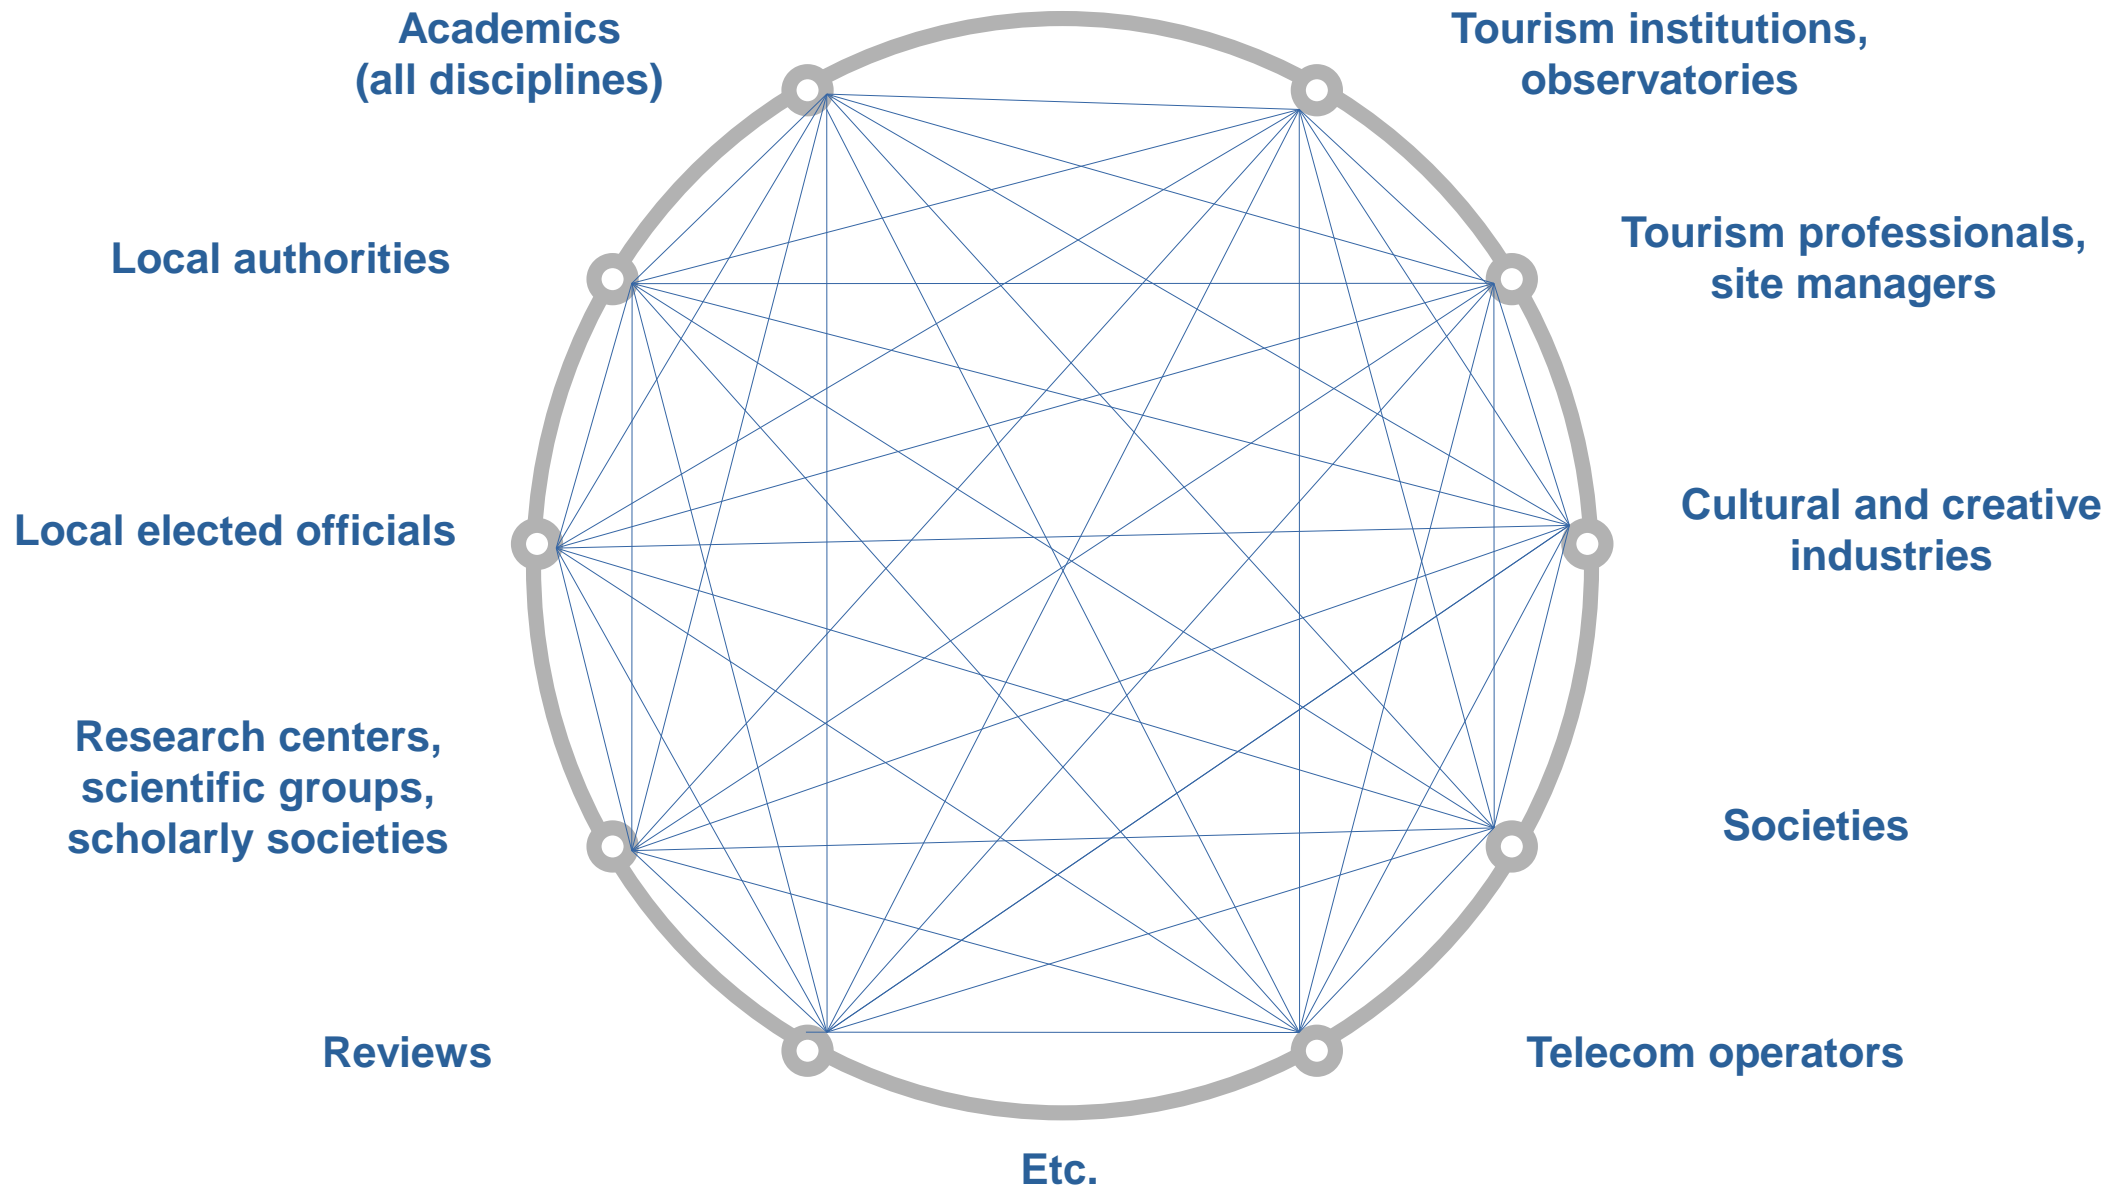 Academics
(all disciplines)
Tourism institutions,
observatories
Local authorities
Tourism professionals,
site managers
Local elected officials
Cultural and creative
industries
Research centers,
scientific groups,
scholarly societies
Societies
Reviews
Telecom operators
Etc.